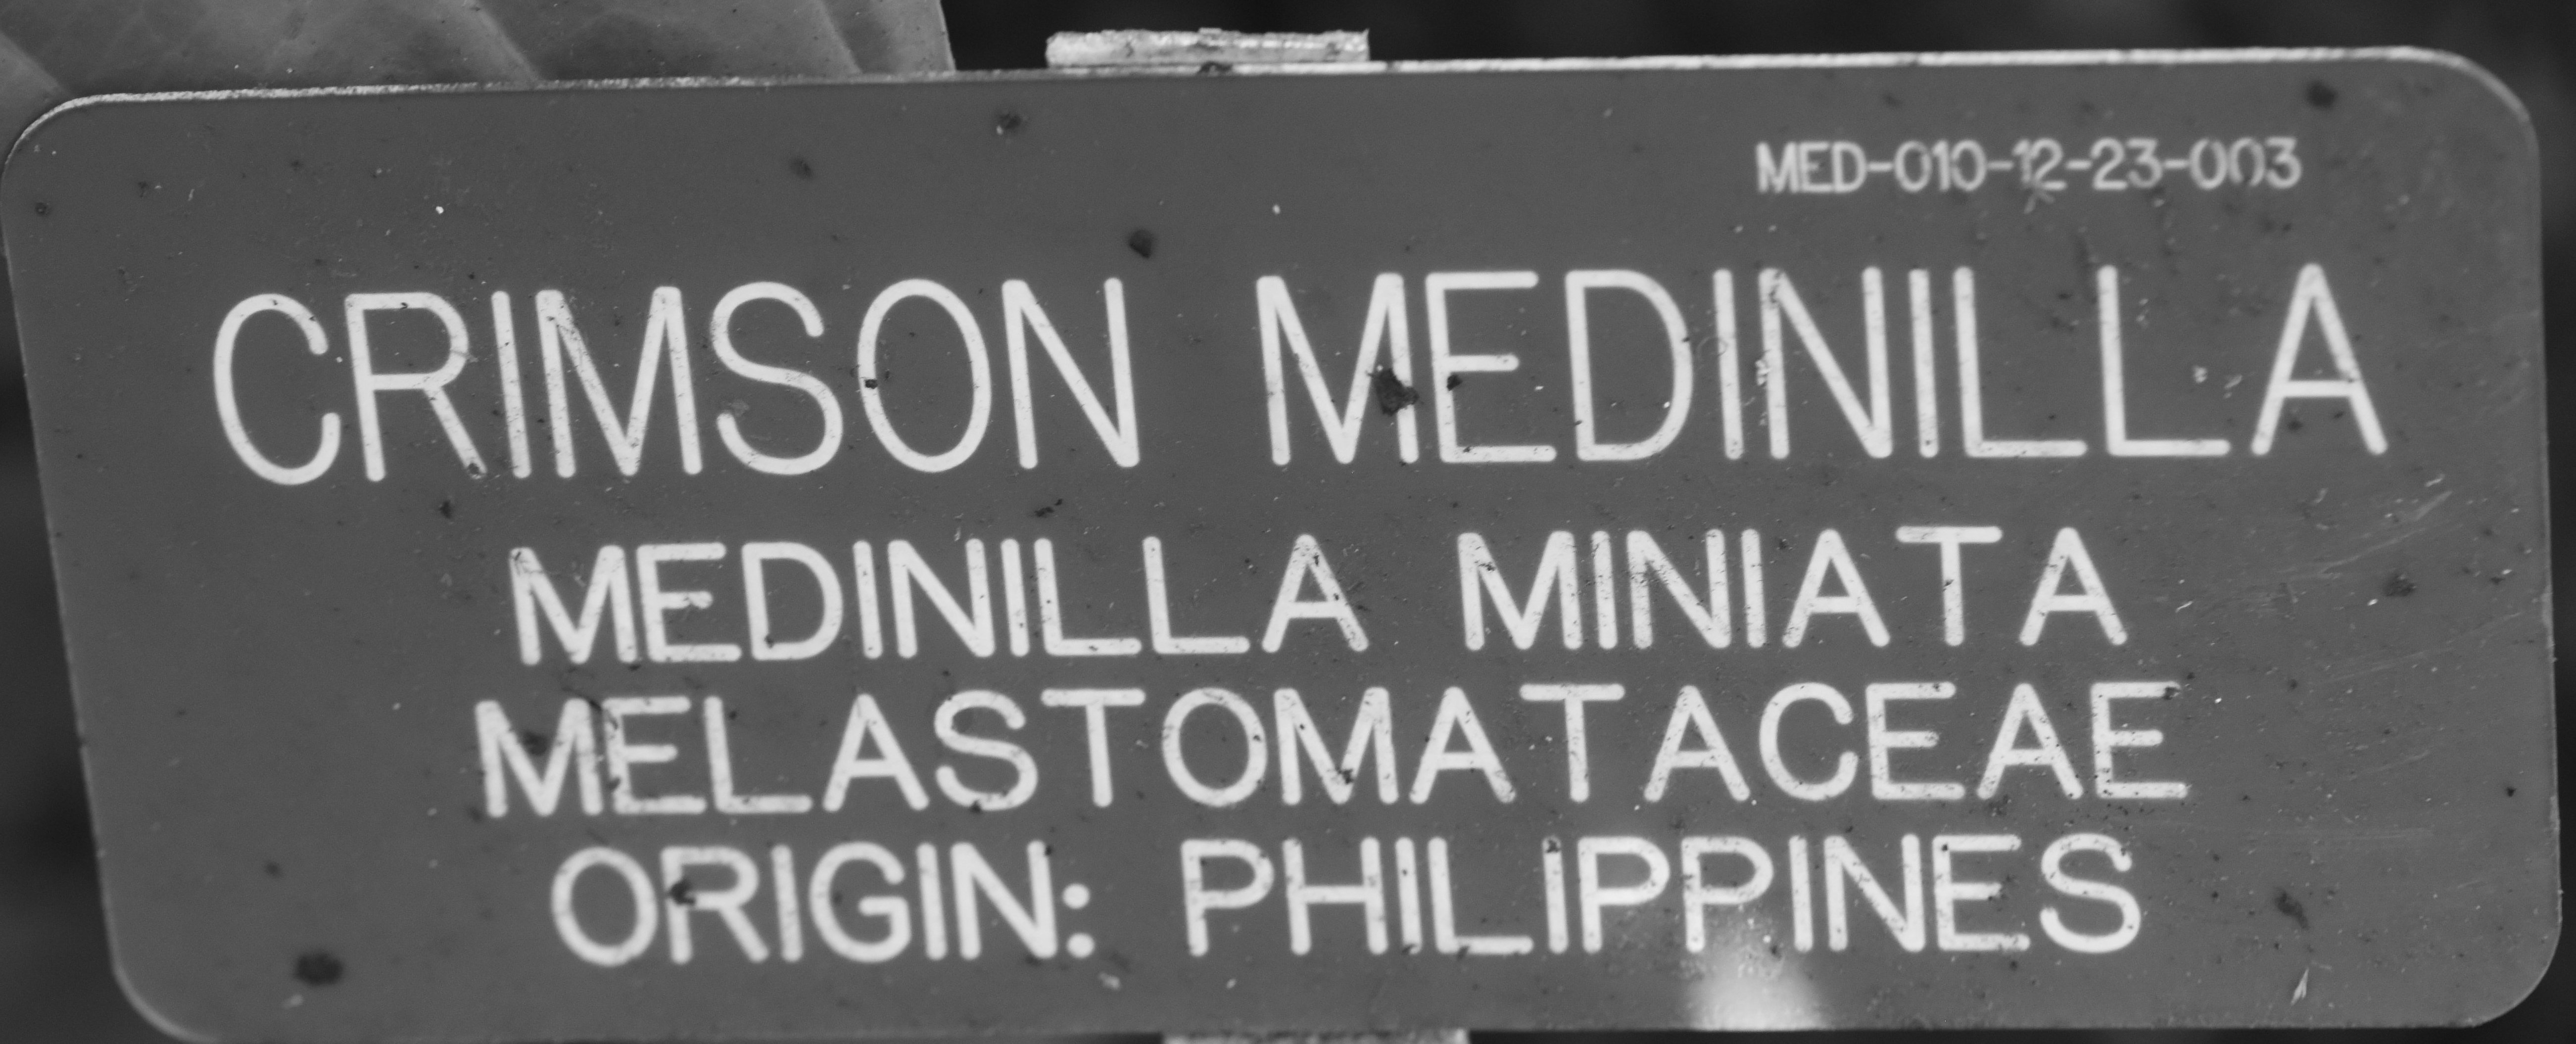 MED-010-12-23-003
CRIMSON MEDINILLA
MEDINILLA MINIATA
MELASTOMATACEAE
ORIGIN: PHILIPPINES